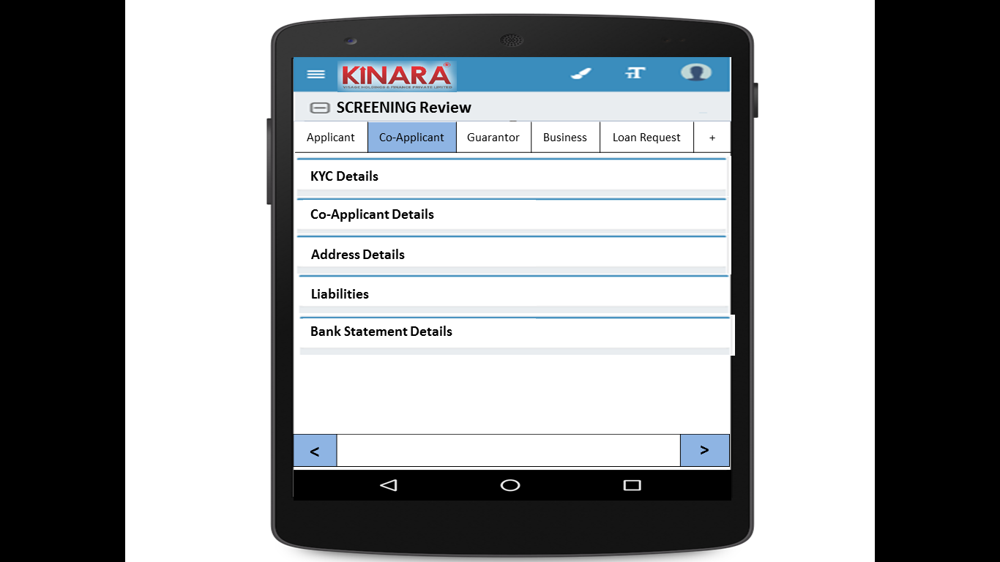 KINARA
VISAGE HOLDINGS & FINANCE PRIVATE LIMITED
SCREENING Review
Applicant
Co-Applicant
Guarantor
Business
Loan Request
+
KYC Details
Co-Applicant Details
Address Details
Liabilities
Bank Statement Details
<
>